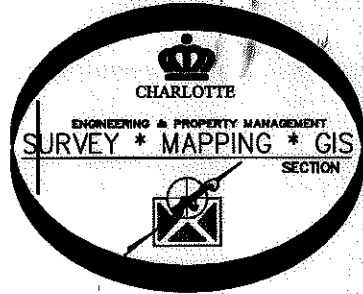 CHARLOTTE
ENGINEERING & PROPERTY MANAGEMENT
SURVEY * MAPPING * GIS
SECTION